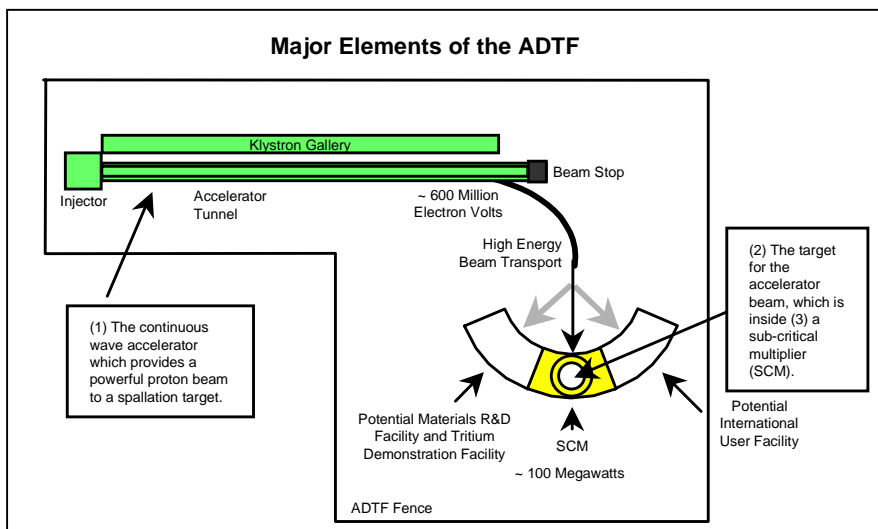 Major Elements of the ADTF
Klystron Gallery
Injector
Accelerator
Tunnel
~ 600 Million
Electron Volts
Beam Stop
High Energy
Beam Transport
(1) The continuous
wave accelerator
which provides a
powerful proton beam
to a spallation target.
(2) The target
for the
accelerator
beam, which is
inside (3) a
sub-critical
multiplier
(SCM).
Potential Materials R&D
Facility and Tritium
Demonstration Facility
SCM
~ 100 Megawatts
Potential
International
User Facility
ADTF Fence